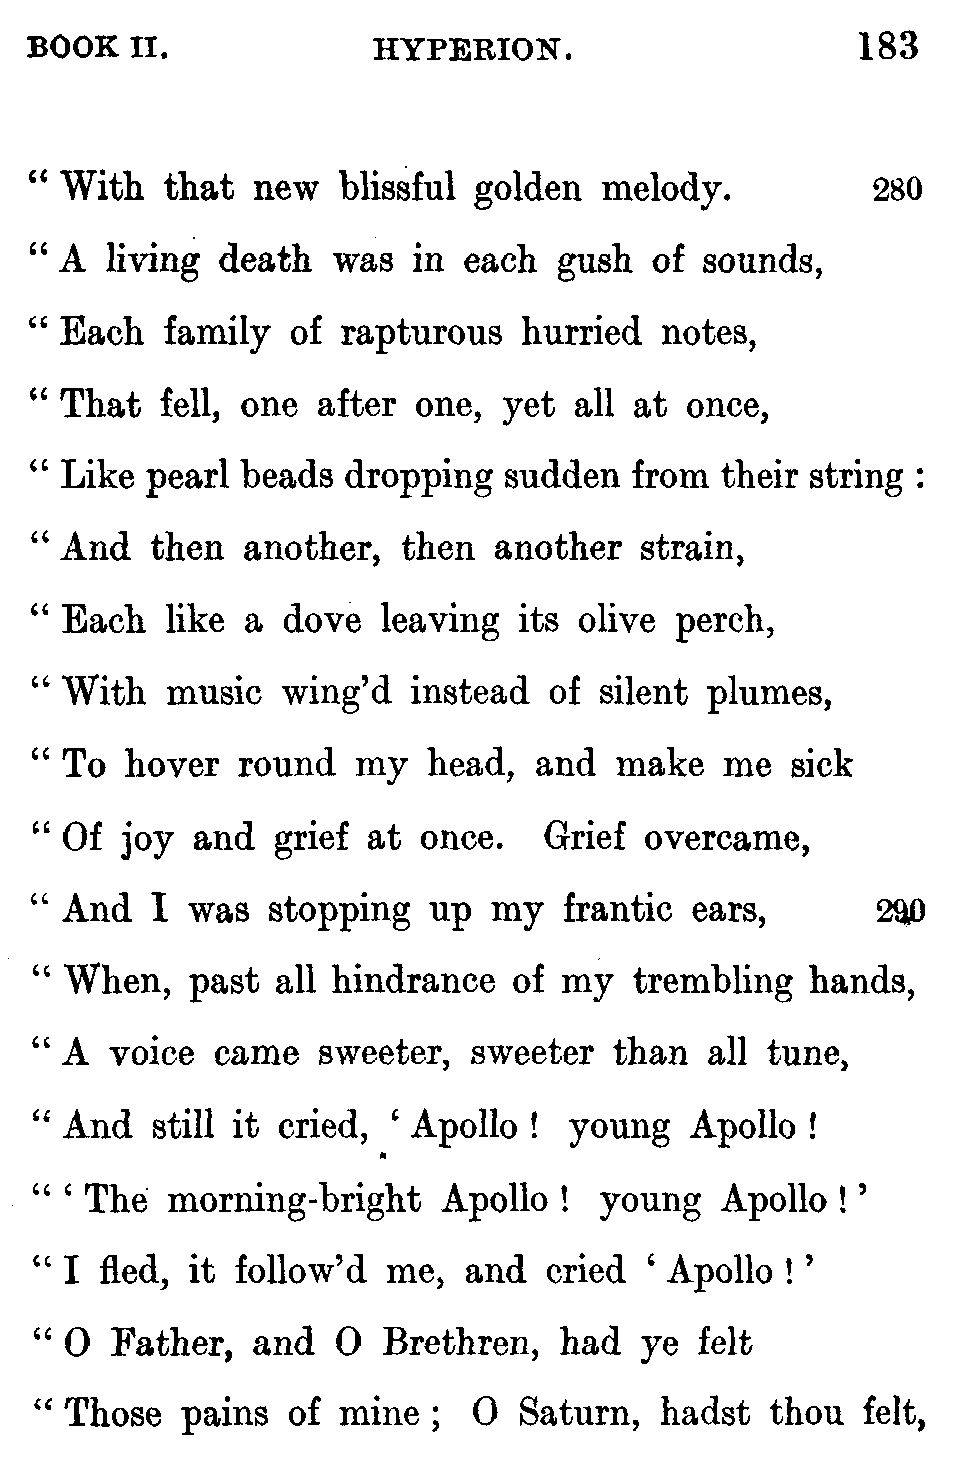 BOOK II. HYPERION. 183
“ With that new blissful golden melody. 280
“ A living death was in each gush of sounds,
“ Each family of rapturous hurried notes,
“ That fell, one after one, yet all at once,
“ Like pearl beads dropping sudden from their string :
“ And then another, then another strain,
“ Each like a dove leaving its olive perch,
“ With music wing’d instead of silent plumes,
“ To hover round my head, and make me sick
“ Of joy and grief at once. Grief overcame,
“ And I was stopping up my frantic ears, 290
“ When, past all hindrance of my trembling hands,
“ A voice came sweeter, sweeter than all tune,
“ And still it cried, ‘ Apollo ! young Apollo !
“ ‘ The morning-bright Apollo ! young Apollo ! ’
“ I fled, it follow’d me, and cried ‘ Apollo ! ’
“ O Father, and O Brethren, had ye felt
“ Those pains of mine ; O Saturn, hadst thou felt,